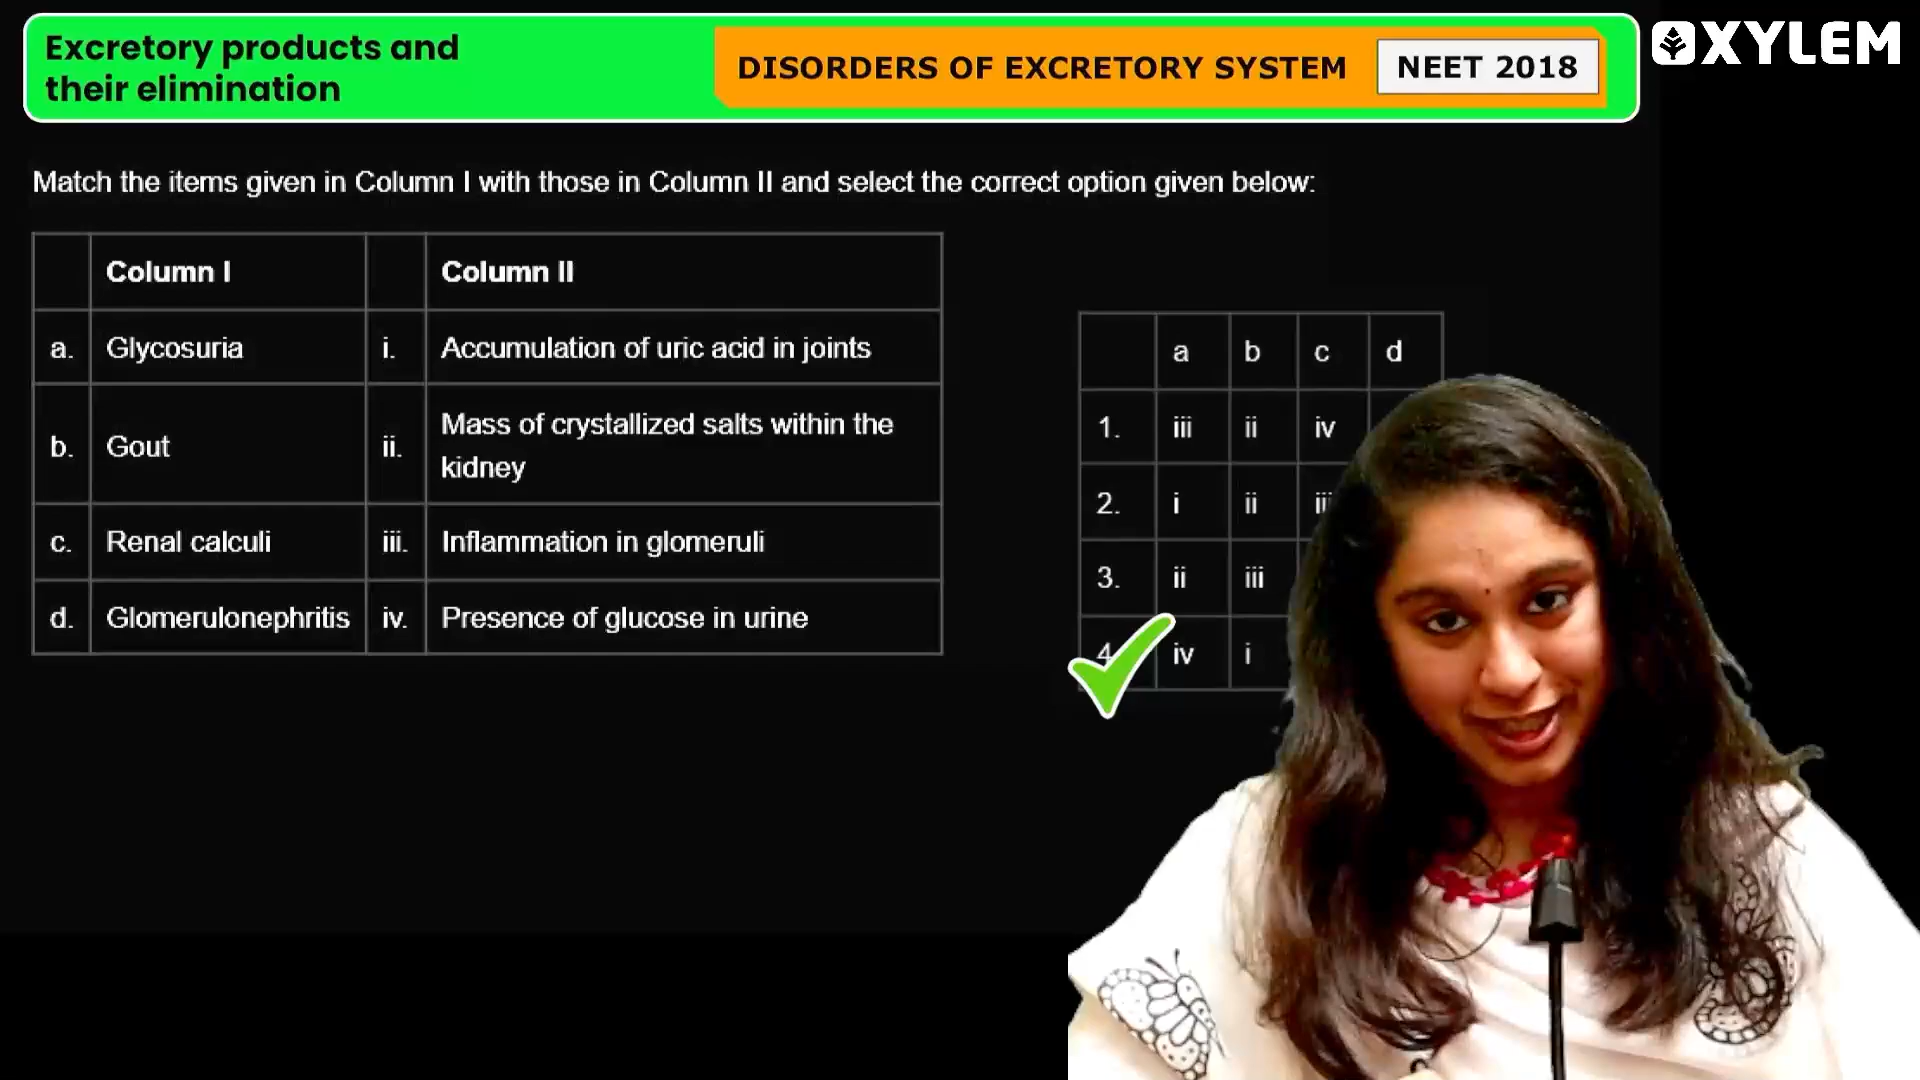 Excretory products and
their elimination
DISORDERS OF EXCRETORY SYSTEM
NEET 2018
XYLEM
Match the items given in Column I with those in Column II and select the correct option given below:
Column I Column II
a. Glycosuria i. Accumulation of uric acid in joints
b. Gout ii. Mass of crystallized salts within the
kidney
c. Renal calculi iii. Inflammation in glomeruli
d. Glomerulonephritis iv. Presence of glucose in urine
a b c d
1. iii ii iv
2. i ii iii
3. ii iii
4 iv i